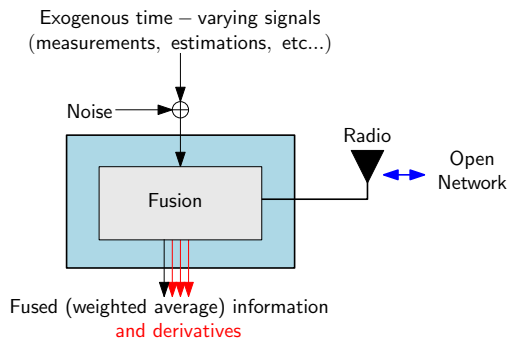 Exogenous time − varying signals
(measurements, estimations, etc...)
Noise
Radio
Open
Network
Fusion
Fused (weighted average) information
and derivatives